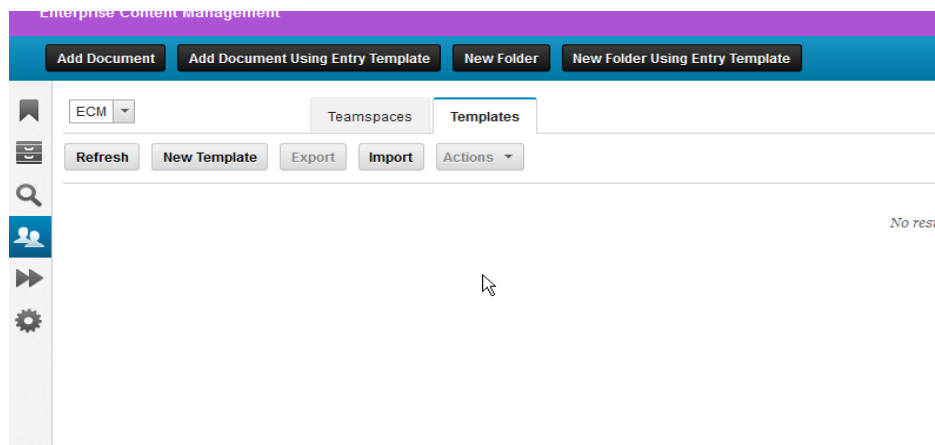 Enterprise Content Management
Add Document Add Document Using Entry Template New Folder New Folder Using Entry Template
ECM Teamspaces Templates
Refresh New Template Export Import Actions
No